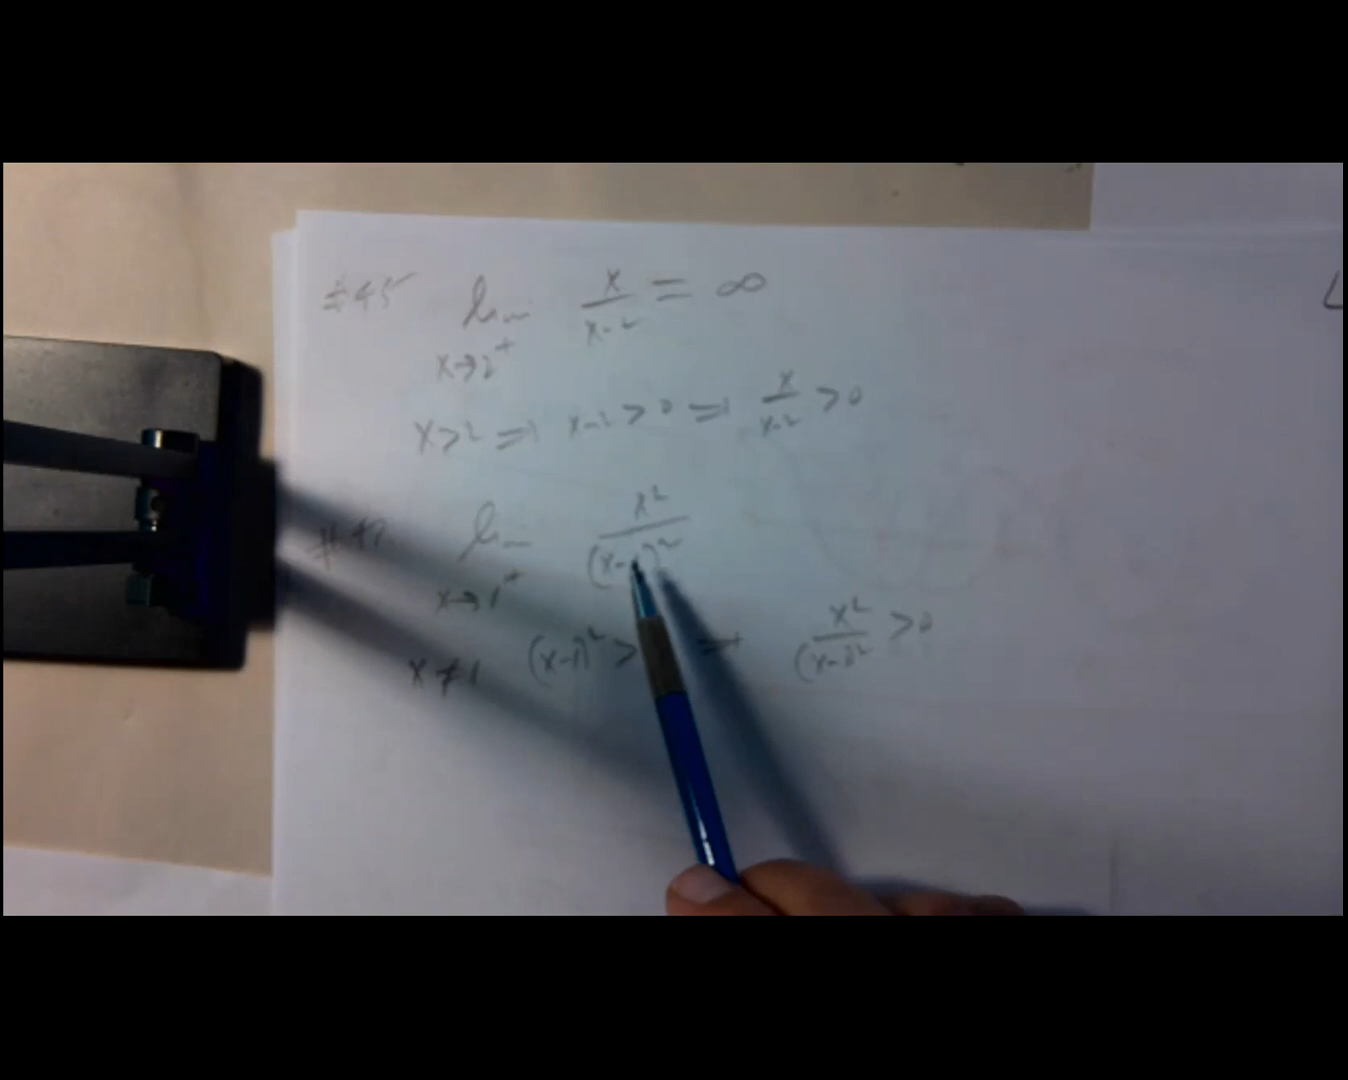 #45 lim x→2⁺ x/(x-2) = ∞
x>2 ⇒ x-2>0 ⇒ x/(x-2) >0
# lim x→1⁺ x²/(x-1)²
x≠1 (x-1)² > ⇒ x²/(x-1)² >0